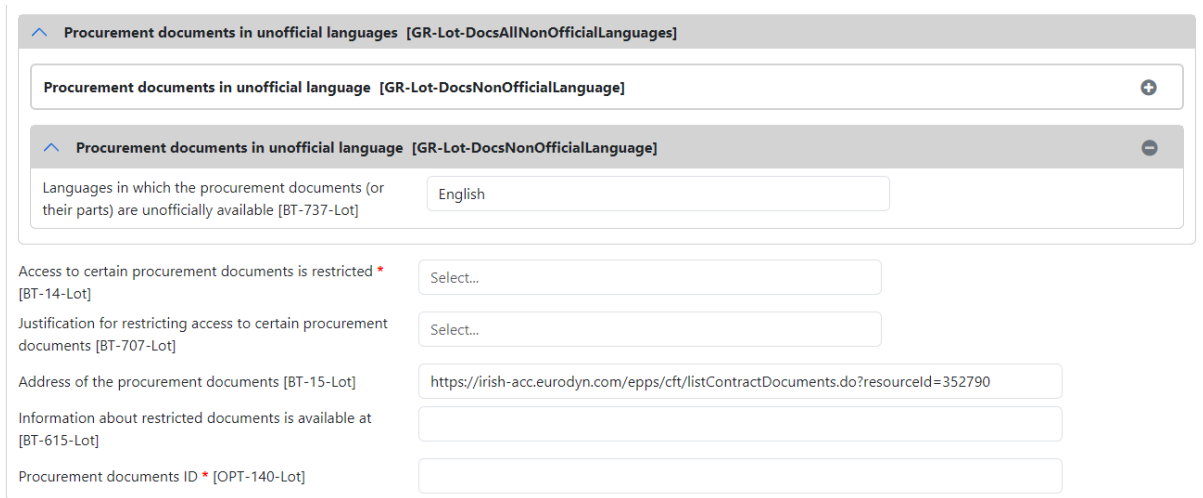 Procurement documents in unofficial languages [GR-Lot-DocsAllNonOfficialLanguages]
Procurement documents in unofficial language [GR-Lot-DocsNonOfficialLanguage]
Procurement documents in unofficial language [GR-Lot-DocsNonOfficialLanguage]
Languages in which the procurement documents (or
their parts) are unofficially available [BT-737-Lot]
English
Access to certain procurement documents is restricted *
[BT-14-Lot]
Select...
Justification for restricting access to certain procurement
documents [BT-707-Lot]
Select...
Address of the procurement documents [BT-15-Lot]
https://irish-acc.eurodyn.com/epps/cft/listContractDocuments.do?resourceId=352790
Information about restricted documents is available at
[BT-615-Lot]
Procurement documents ID * [OPT-140-Lot]